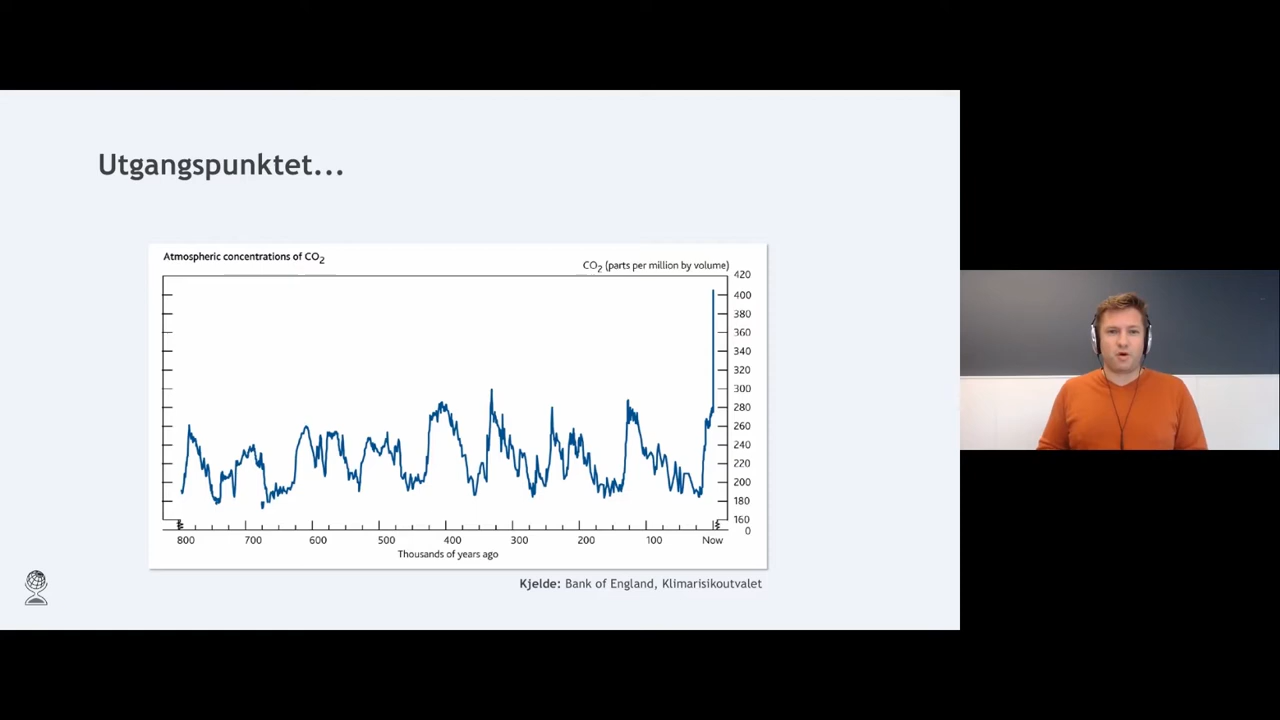 Utgangspunktet...
Atmospheric concentrations of CO2
CO2 (parts per million by volume)
420
400
380
360
340
320
300
280
260
240
220
200
180
160
0
800 700 600 500 400 300 200 100 Now
Thousands of years ago
Kjelde: Bank of England, Klimarisikoutvalet